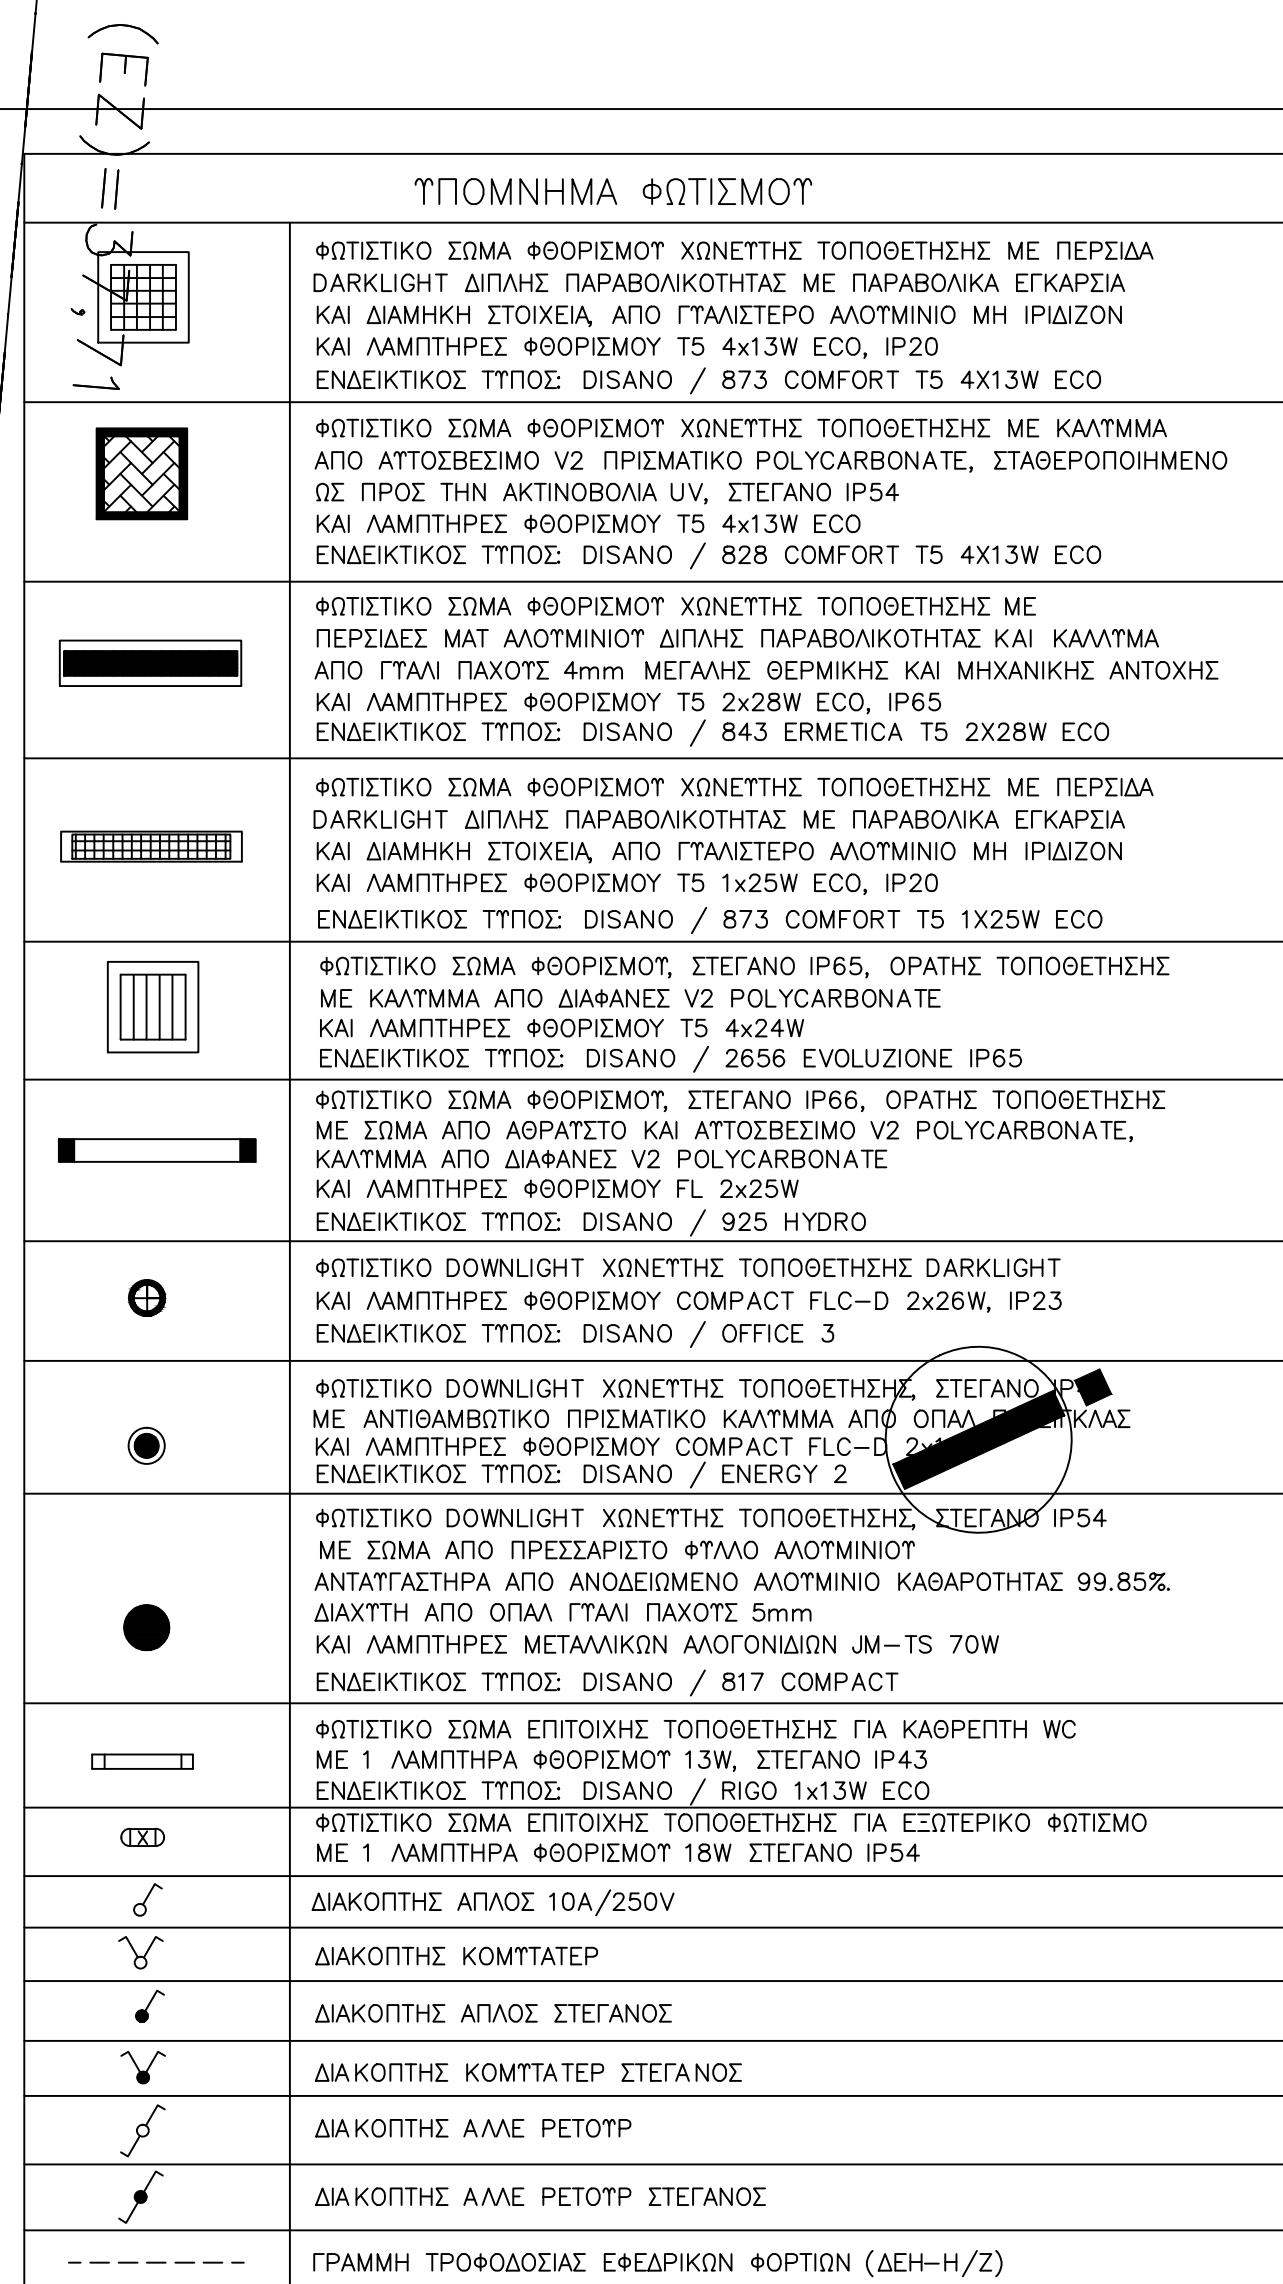 ΥΠΟΜΝΗΜΑ ΦΩΤΙΣΜΟΥ
ΦΩΤΙΣΤΙΚΟ ΣΩΜΑ ΦΘΟΡΙΣΜΟΥ ΧΩΝΕΥΤΗΣ ΤΟΠΟΘΕΤΗΣΗΣ ΜΕ ΠΕΡΣΙΔΑ
DARKLIGHT ΔΙΠΛΗΣ ΠΑΡΑΒΟΛΙΚΟΤΗΤΑΣ ΜΕ ΠΑΡΑΒΟΛΙΚΑ ΕΓΚΑΡΣΙΑ
ΚΑΙ ΔΙΑΜΗΚΗ ΣΤΟΙΧΕΙΑ, ΑΠΟ ΓΥΑΛΙΣΤΕΡΟ ΑΛΟΥΜΙΝΙΟ ΜΗ ΙΡΙΔΙΖΟΝ
ΚΑΙ ΛΑΜΠΤΗΡΕΣ ΦΘΟΡΙΣΜΟΥ T5 4x13W ECO, IP20
ΕΝΔΕΙΚΤΙΚΟΣ ΤΥΠΟΣ: DISANO / 873 COMFORT T5 4X13W ECO
ΦΩΤΙΣΤΙΚΟ ΣΩΜΑ ΦΘΟΡΙΣΜΟΥ ΧΩΝΕΥΤΗΣ ΤΟΠΟΘΕΤΗΣΗΣ ΜΕ ΚΑΛΥΜΜΑ
ΑΠΟ ΑΥΤΟΣΒΕΣΙΜΟ V2 ΠΡΙΣΜΑΤΙΚΟ POLYCARBONATE, ΣΤΑΘΕΡΟΠΟΙΗΜΕΝΟ
ΩΣ ΠΡΟΣ ΤΗΝ ΑΚΤΙΝΟΒΟΛΙΑ UV, ΣΤΕΓΑΝΟ IP54
ΚΑΙ ΛΑΜΠΤΗΡΕΣ ΦΘΟΡΙΣΜΟΥ T5 4x13W ECO
ΕΝΔΕΙΚΤΙΚΟΣ ΤΥΠΟΣ: DISANO / 828 COMFORT T5 4X13W ECO
ΦΩΤΙΣΤΙΚΟ ΣΩΜΑ ΦΘΟΡΙΣΜΟΥ ΧΩΝΕΥΤΗΣ ΤΟΠΟΘΕΤΗΣΗΣ ΜΕ
ΠΕΡΣΙΔΕΣ ΜΑΤ ΑΛΟΥΜΙΝΙΟΥ ΔΙΠΛΗΣ ΠΑΡΑΒΟΛΙΚΟΤΗΤΑΣ ΚΑΙ ΚΑΛΛΥΜΑ
ΑΠΟ ΓΥΑΛΙ ΠΑΧΟΥΣ 4mm ΜΕΓΑΛΗΣ ΘΕΡΜΙΚΗΣ ΚΑΙ ΜΗΧΑΝΙΚΗΣ ΑΝΤΟΧΗΣ
ΚΑΙ ΛΑΜΠΤΗΡΕΣ ΦΘΟΡΙΣΜΟΥ T5 2x28W ECO, IP65
ΕΝΔΕΙΚΤΙΚΟΣ ΤΥΠΟΣ: DISANO / 843 ERMETICA T5 2X28W ECO
ΦΩΤΙΣΤΙΚΟ ΣΩΜΑ ΦΘΟΡΙΣΜΟΥ ΧΩΝΕΥΤΗΣ ΤΟΠΟΘΕΤΗΣΗΣ ΜΕ ΠΕΡΣΙΔΑ
DARKLIGHT ΔΙΠΛΗΣ ΠΑΡΑΒΟΛΙΚΟΤΗΤΑΣ ΜΕ ΠΑΡΑΒΟΛΙΚΑ ΕΓΚΑΡΣΙΑ
ΚΑΙ ΔΙΑΜΗΚΗ ΣΤΟΙΧΕΙΑ, ΑΠΟ ΓΥΑΛΙΣΤΕΡΟ ΑΛΟΥΜΙΝΙΟ ΜΗ ΙΡΙΔΙΖΟΝ
ΚΑΙ ΛΑΜΠΤΗΡΕΣ ΦΘΟΡΙΣΜΟΥ T5 1x25W ECO, IP20
ΕΝΔΕΙΚΤΙΚΟΣ ΤΥΠΟΣ: DISANO / 873 COMFORT T5 1X25W ECO
ΦΩΤΙΣΤΙΚΟ ΣΩΜΑ ΦΘΟΡΙΣΜΟΥ, ΣΤΕΓΑΝΟ IP65, ΟΡΑΤΗΣ ΤΟΠΟΘΕΤΗΣΗΣ
ΜΕ ΚΑΛΥΜΜΑ ΑΠΟ ΔΙΑΦΑΝΕΣ V2 POLYCARBONATE
ΚΑΙ ΛΑΜΠΤΗΡΕΣ ΦΘΟΡΙΣΜΟΥ T5 4x24W
ΕΝΔΕΙΚΤΙΚΟΣ ΤΥΠΟΣ: DISANO / 2656 EVOLUZIONE IP65
ΦΩΤΙΣΤΙΚΟ ΣΩΜΑ ΦΘΟΡΙΣΜΟΥ, ΣΤΕΓΑΝΟ IP66, ΟΡΑΤΗΣ ΤΟΠΟΘΕΤΗΣΗΣ
ΜΕ ΣΩΜΑ ΑΠΟ ΑΘΡΑΥΣΤΟ ΚΑΙ ΑΥΤΟΣΒΕΣΙΜΟ V2 POLYCARBONATE,
ΚΑΛΥΜΜΑ ΑΠΟ ΔΙΑΦΑΝΕΣ V2 POLYCARBONATE
ΚΑΙ ΛΑΜΠΤΗΡΕΣ ΦΘΟΡΙΣΜΟΥ FL 2x25W
ΕΝΔΕΙΚΤΙΚΟΣ ΤΥΠΟΣ: DISANO / 925 HYDRO
ΦΩΤΙΣΤΙΚΟ DOWNLIGHT ΧΩΝΕΥΤΗΣ ΤΟΠΟΘΕΤΗΣΗΣ DARKLIGHT
ΚΑΙ ΛΑΜΠΤΗΡΕΣ ΦΘΟΡΙΣΜΟΥ COMPACT FLC-D 2x26W, IP23
ΕΝΔΕΙΚΤΙΚΟΣ ΤΥΠΟΣ: DISANO / OFFICE 3
ΦΩΤΙΣΤΙΚΟ DOWNLIGHT ΧΩΝΕΥΤΗΣ ΤΟΠΟΘΕΤΗΣΗΣ, ΣΤΕΓΑΝΟ
ΜΕ ΑΝΤΙΘΑΜΒΩΤΙΚΟ ΠΡΙΣΜΑΤΙΚΟ ΚΑΛΥΜΜΑ ΑΠΟ ΟΠΑΛ
ΚΑΙ ΛΑΜΠΤΗΡΕΣ ΦΘΟΡΙΣΜΟΥ COMPACT FLC-D
ΕΝΔΕΙΚΤΙΚΟΣ ΤΥΠΟΣ: DISANO / ENERGY 2
ΦΩΤΙΣΤΙΚΟ DOWNLIGHT ΧΩΝΕΥΤΗΣ ΤΟΠΟΘΕΤΗΣΗΣ, ΣΤΕΓΑΝΟ IP54
ΜΕ ΣΩΜΑ ΑΠΟ ΠΡΕΣΣΑΡΙΣΤΟ ΦΥΛΛΟ ΑΛΟΥΜΙΝΙΟΥ
ΑΝΤΑΥΓΑΣΤΗΡΑ ΑΠΟ ΑΝΟΔΕΙΩΜΕΝΟ ΑΛΟΥΜΙΝΙΟ ΚΑΘΑΡΟΤΗΤΑΣ 99.85%.
ΔΙΑΧΥΤΗ ΑΠΟ ΟΠΑΛ ΓΥΑΛΙ ΠΑΧΟΥΣ 5mm
ΚΑΙ ΛΑΜΠΤΗΡΕΣ ΜΕΤΑΛΛΙΚΩΝ ΑΛΟΓΟΝΙΔΙΩΝ JM-TS 70W
ΕΝΔΕΙΚΤΙΚΟΣ ΤΥΠΟΣ: DISANO / 817 COMPACT
ΦΩΤΙΣΤΙΚΟ ΣΩΜΑ ΕΠΙΤΟΙΧΗΣ ΤΟΠΟΘΕΤΗΣΗΣ ΓΙΑ ΚΑΘΡΕΠΤΗ WC
ΜΕ 1 ΛΑΜΠΤΗΡΑ ΦΘΟΡΙΣΜΟΥ 13W, ΣΤΕΓΑΝΟ IP43
ΕΝΔΕΙΚΤΙΚΟΣ ΤΥΠΟΣ: DISANO / RIGO 1x13W ECO
ΦΩΤΙΣΤΙΚΟ ΣΩΜΑ ΕΠΙΤΟΙΧΗΣ ΤΟΠΟΘΕΤΗΣΗΣ ΓΙΑ ΕΞΩΤΕΡΙΚΟ ΦΩΤΙΣΜΟ
ΜΕ 1 ΛΑΜΠΤΗΡΑ ΦΘΟΡΙΣΜΟΥ 18W ΣΤΕΓΑΝΟ IP54
ΔΙΑΚΟΠΤΗΣ ΑΠΛΟΣ 10A/250V
ΔΙΑΚΟΠΤΗΣ ΚΟΜΥΤΑΤΕΡ
ΔΙΑΚΟΠΤΗΣ ΑΠΛΟΣ ΣΤΕΓΑΝΟΣ
ΔΙΑΚΟΠΤΗΣ ΚΟΜΥΤΑΤΕΡ ΣΤΕΓΑΝΟΣ
ΔΙΑΚΟΠΤΗΣ ΑΛΛΕ ΡΕΤΟΥΡ
ΔΙΑΚΟΠΤΗΣ ΑΛΛΕ ΡΕΤΟΥΡ ΣΤΕΓΑΝΟΣ
ΓΡΑΜΜΗ ΤΡΟΦΟΔΟΣΙΑΣ ΕΦΕΔΡΙΚΩΝ ΦΟΡΤΙΩΝ (ΔΕΗ-Η/Ζ)